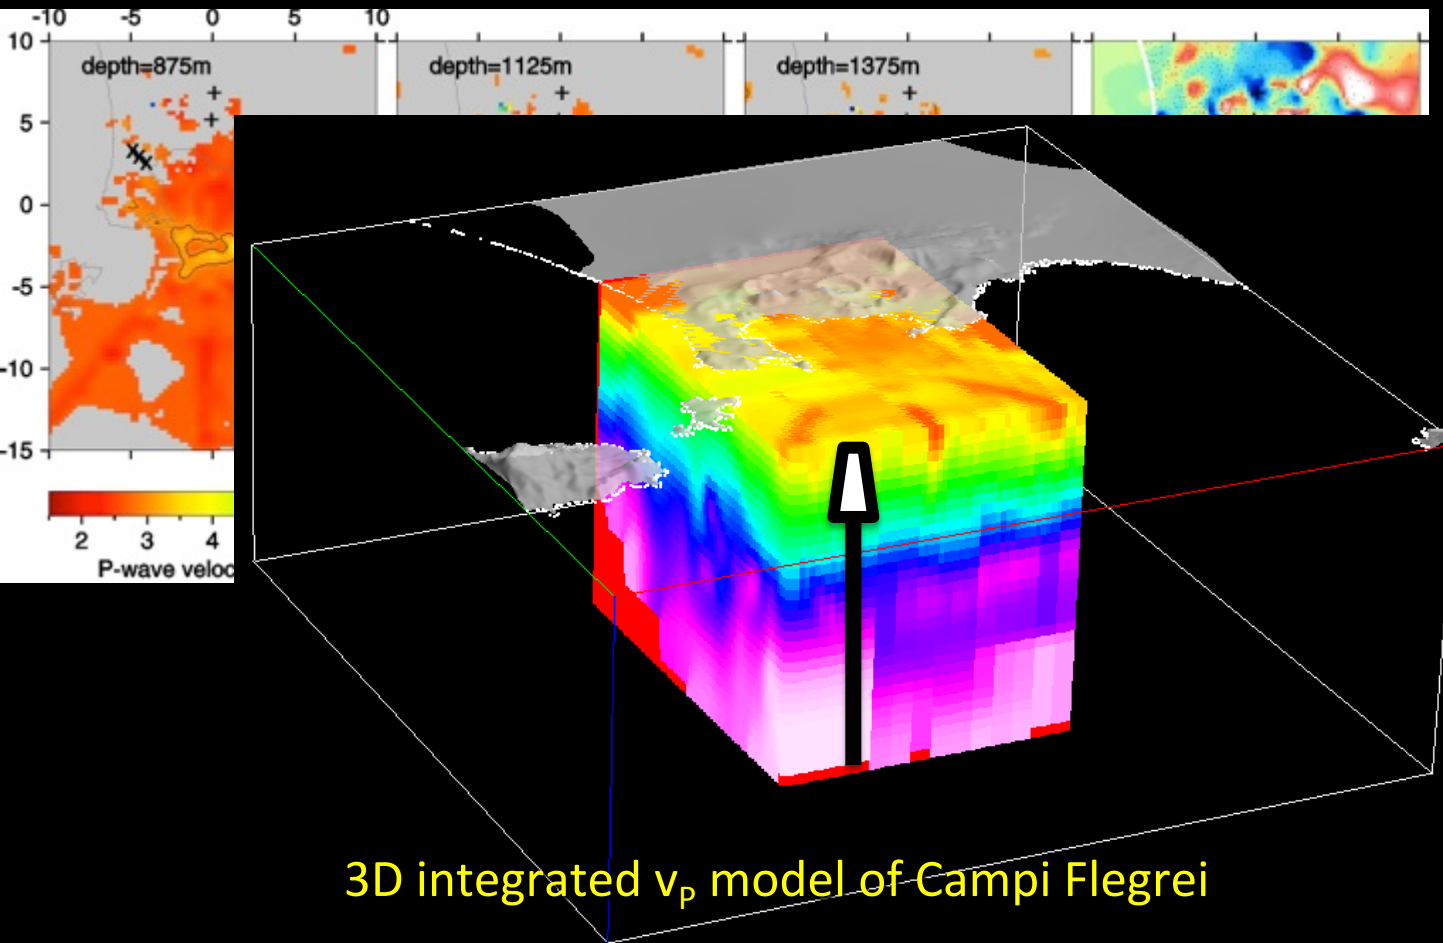 -10 -5 0 5 10
10
depth=875m depth=1125m depth=1375m
5
0
-5
-10
-15
2 3 4
P-wave veloc
3D integrated vP model of Campi Flegrei